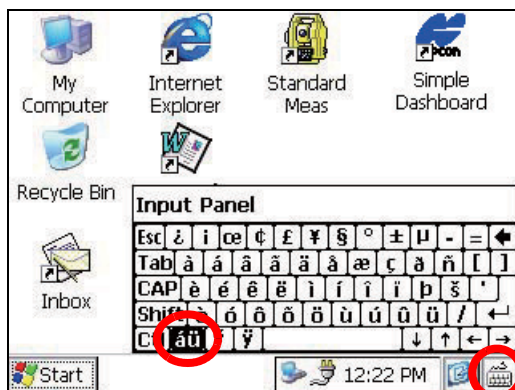 My Computer
Internet Explorer
Standard Meas
Simple Dashboard
Recycle Bin
Inbox
Input Panel
Esc ¿ ¡ œ ¢ £ ¥ § ° ± µ - =
Tab à á â ã ä å æ ç ð ñ [ ]
CAP è é ê ë ì í î ï þ š '
Shift ó ô õ ö ù ú û ü /
áü ÿ ↓ ↑ ← →
Start
12:22 PM